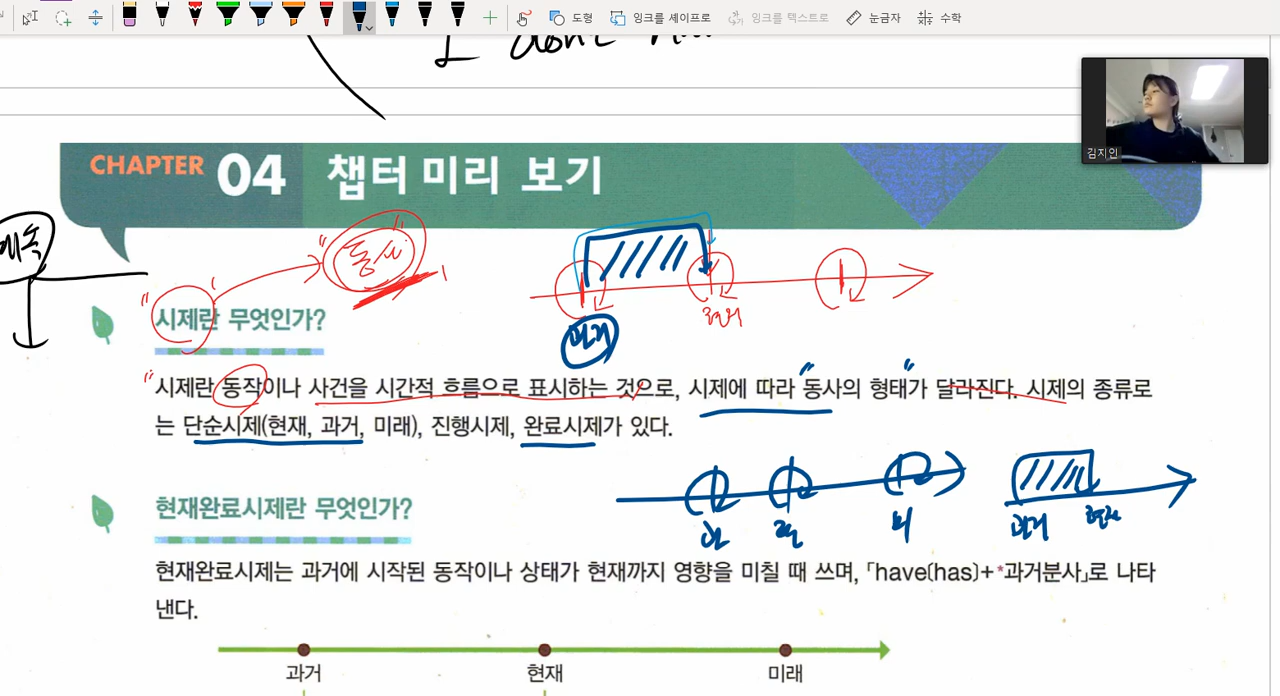 도형
잉크를 셰이프로
잉크를 텍스트로
눈금자
수학
I don't
김지인
CHAPTER 04 챕터 미리 보기
"동사"
과거
현재
시제란 무엇인가?
시제란 동작이나 사건을 시간적 흐름으로 표시하는 것으로, 시제에 따라 "동사의 형태"가 달라진다. 시제의 종류로
는 단순시제(현재, 과거, 미래), 진행시제, 완료시제가 있다.
과
현
미
과거
현재
현재완료시제란 무엇인가?
현재완료시제는 과거에 시작된 동작이나 상태가 현재까지 영향을 미칠 때 쓰며, 「have(has)+*과거분사」로 나타
낸다.
과거
현재
미래